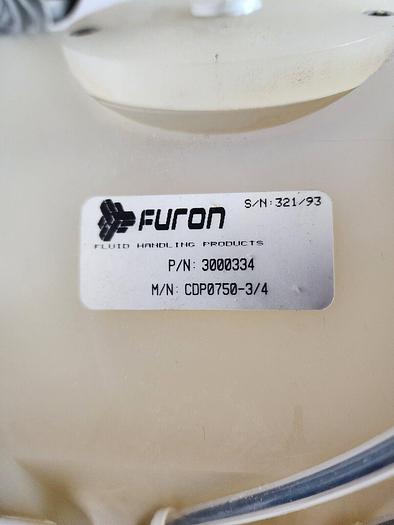 S/N: 321/93
FURON
FLUID HANDLING PRODUCTS
P/N: 3000334
M/N: CDP0750-3/4